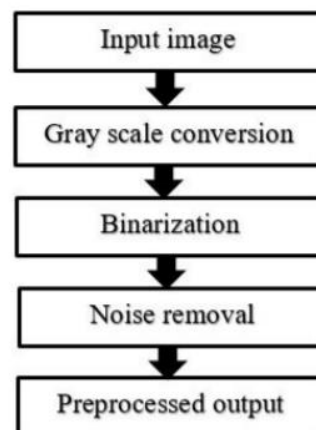 Input image
Gray scale conversion
Binarization
Noise removal
Preprocessed output